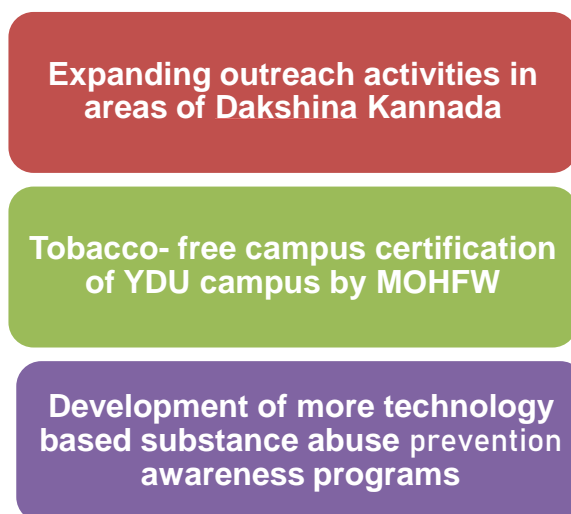 Expanding outreach activities in
areas of Dakshina Kannada
Tobacco- free campus certification
of YDU campus by MOHFW
Development of more technology
based substance abuse prevention
awareness programs